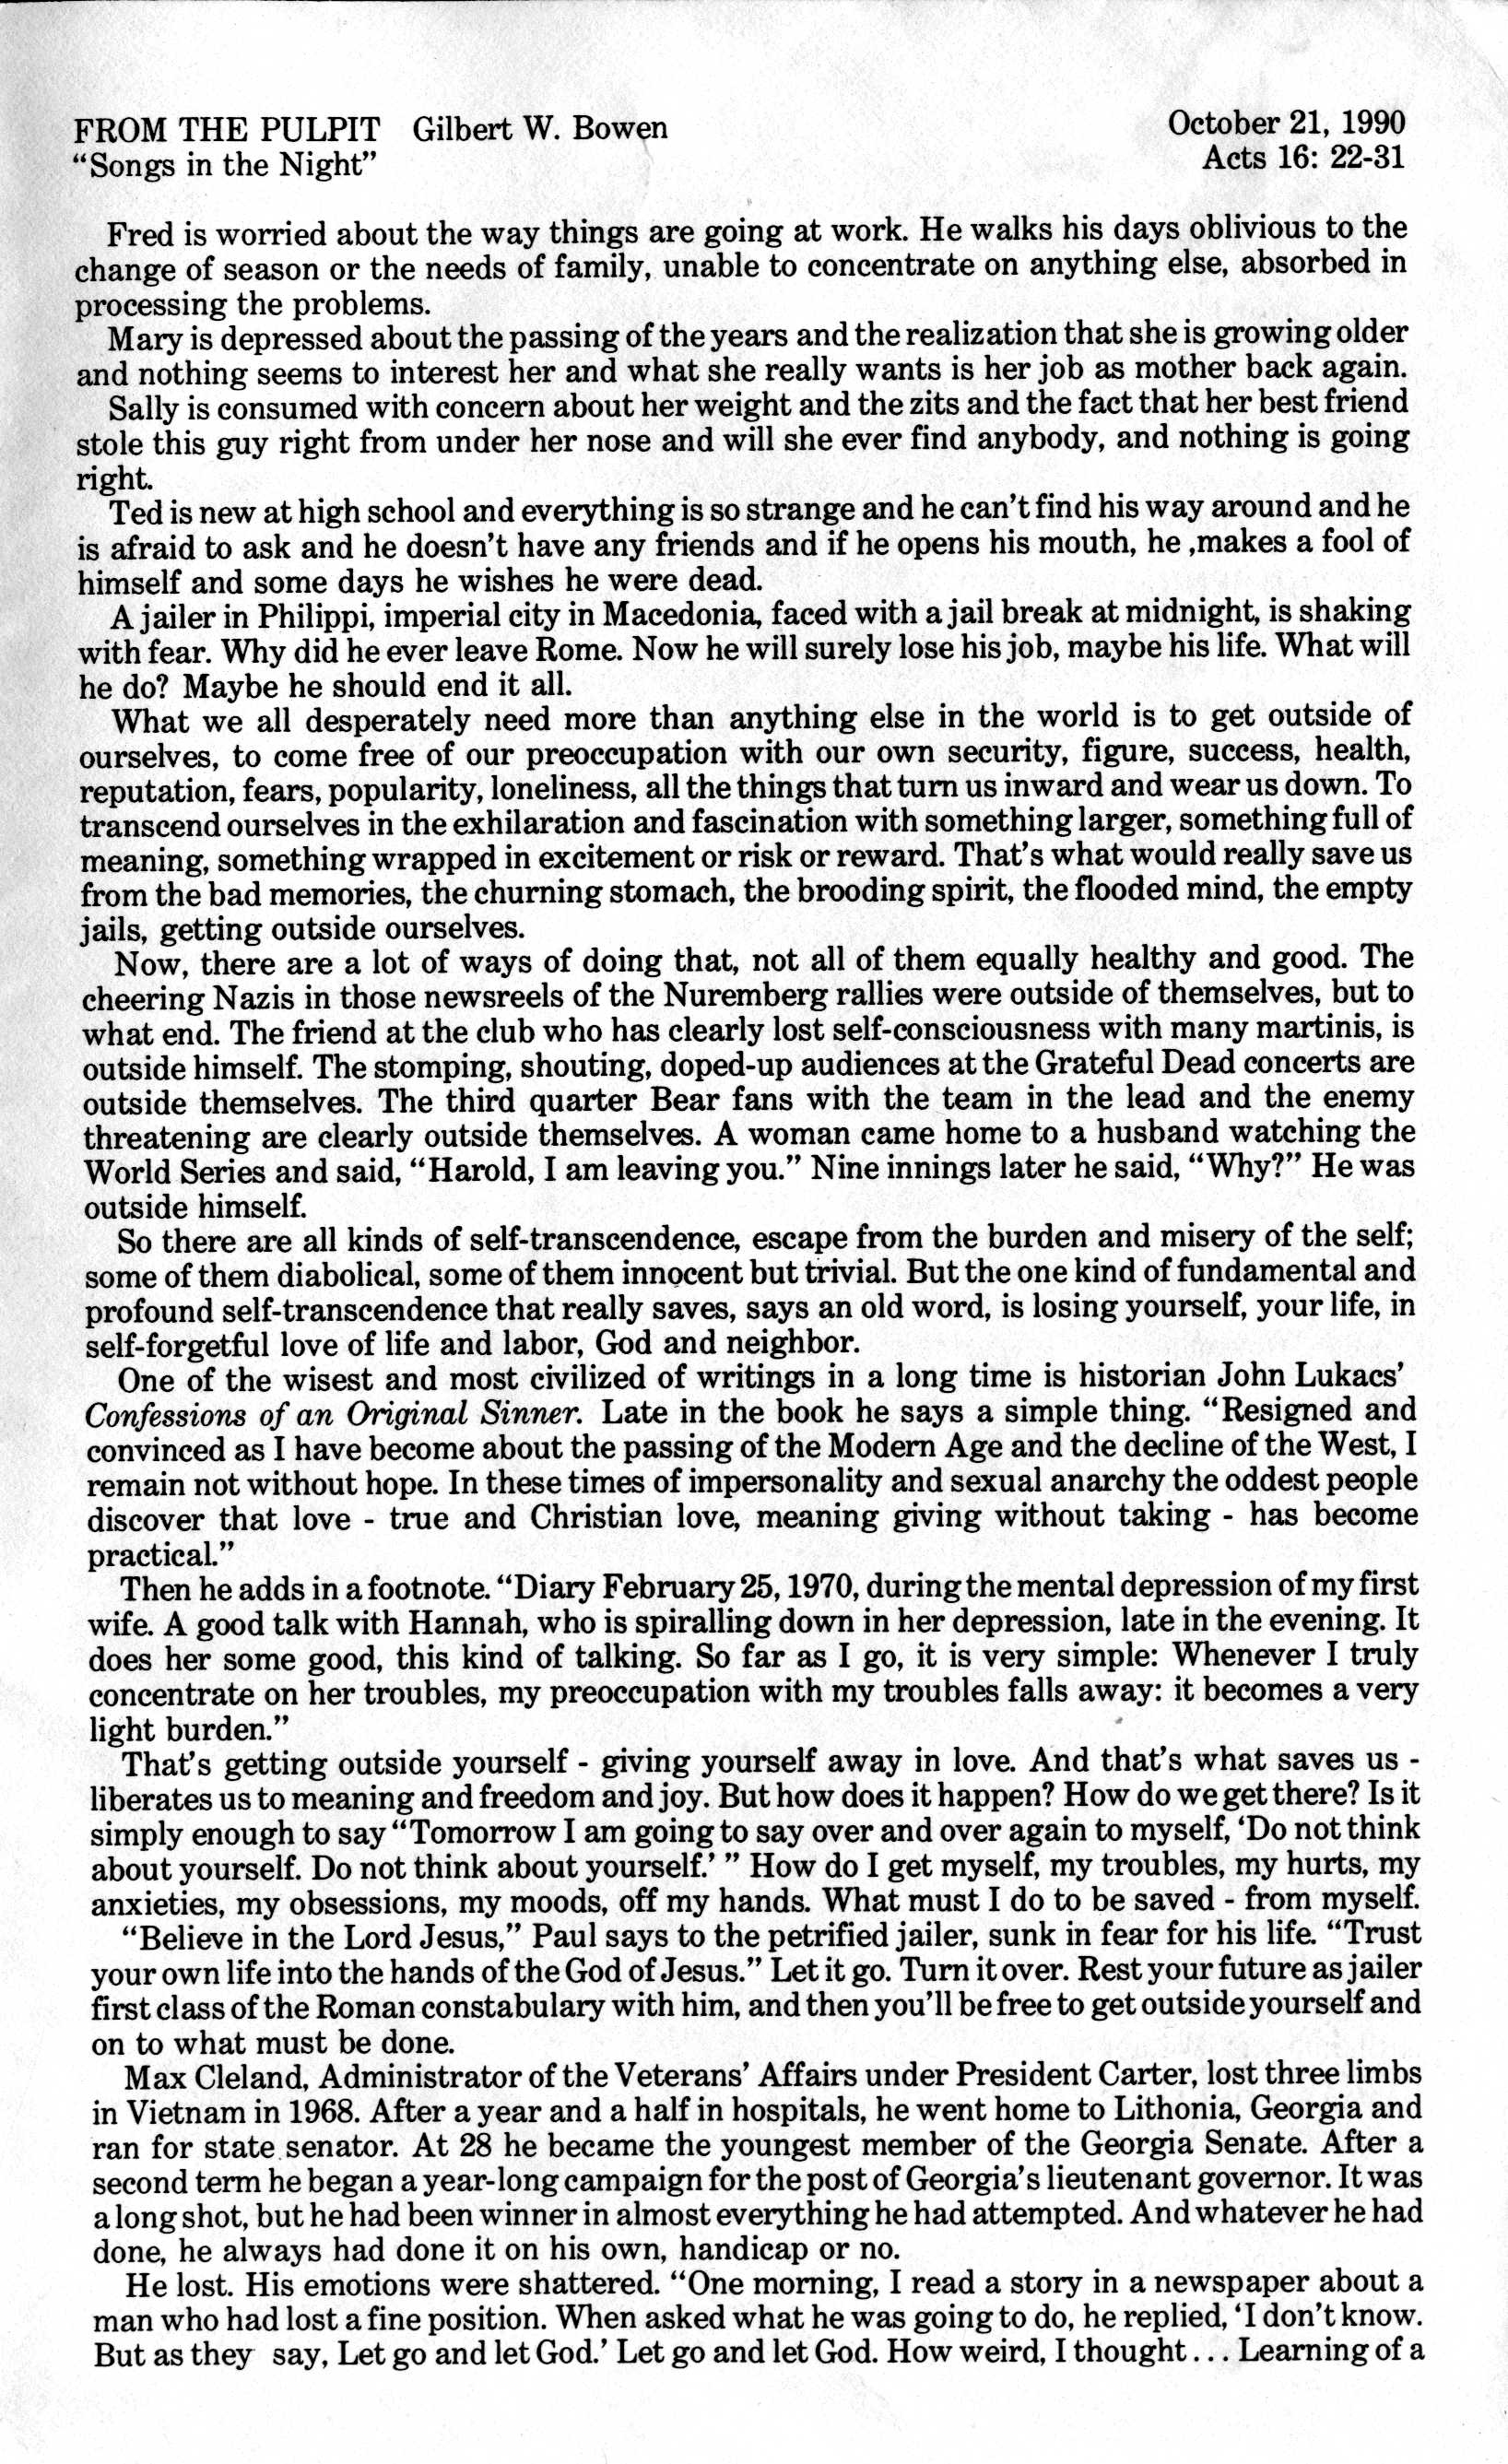 FROM THE PULPIT Gilbert W. Bowen October 21, 1990
"Songs in the Night" Acts 16: 22-31
Fred is worried about the way things are going at work. He walks his days oblivious to the
change of season or the needs of family, unable to concentrate on anything else, absorbed in
processing the problems.
Mary is depressed about the passing of the years and the realization that she is growing older
and nothing seems to interest her and what she really wants is her job as mother back again.
Sally is consumed with concern about her weight and the zits and the fact that her best friend
stole this guy right from under her nose and will she ever find anybody, and nothing is going
right.
Ted is new at high school and everything is so strange and he can't find his way around and he
is afraid to ask and he doesn't have any friends and if he opens his mouth, he ,makes a fool of
himself and some days he wishes he were dead.
A jailer in Philippi, imperial city in Macedonia, faced with a jail break at midnight, is shaking
with fear. Why did he ever leave Rome. Now he will surely lose his job, maybe his life. What will
he do? Maybe he should end it all.
What we all desperately need more than anything else in the world is to get outside of
ourselves, to come free of our preoccupation with our own security, figure, success, health,
reputation, fears, popularity, loneliness, all the things that turn us inward and wear us down. To
transcend ourselves in the exhilaration and fascination with something larger, something full of
meaning, something wrapped in excitement or risk or reward. That's what would really save us
from the bad memories, the churning stomach, the brooding spirit, the flooded mind, the empty
jails, getting outside ourselves.
Now, there are a lot of ways of doing that, not all of them equally healthy and good. The
cheering Nazis in those newsreels of the Nuremberg rallies were outside of themselves, but to
what end. The friend at the club who has clearly lost self-consciousness with many martinis, is
outside himself. The stomping, shouting, doped-up audiences at the Grateful Dead concerts are
outside themselves. The third quarter Bear fans with the team in the lead and the enemy
threatening are clearly outside themselves. A woman came home to a husband watching the
World Series and said, "Harold, I am leaving you." Nine innings later he said, "Why?" He was
outside himself.
So there are all kinds of self-transcendence, escape from the burden and misery of the self;
some of them diabolical, some of them innocent but trivial. But the one kind of fundamental and
profound self-transcendence that really saves, says an old word, is losing yourself, your life, in
self-forgetful love of life and labor, God and neighbor.
One of the wisest and most civilized of writings in a long time is historian John Lukacs'
Confessions of an Original Sinner. Late in the book he says a simple thing. "Resigned and
convinced as I have become about the passing of the Modern Age and the decline of the West, I
remain not without hope. In these times of impersonality and sexual anarchy the oddest people
discover that love - true and Christian love, meaning giving without taking - has become
practical."
Then he adds in a footnote. "Diary February 25, 1970, during the mental depression of my first
wife. A good talk with Hannah, who is spiralling down in her depression, late in the evening. It
does her some good, this kind of talking. So far as I go, it is very simple: Whenever I truly
concentrate on her troubles, my preoccupation with my troubles falls away: it becomes a very
light burden."
That's getting outside yourself - giving yourself away in love. And that's what saves us -
liberates us to meaning and freedom and joy. But how does it happen? How do we get there? Is it
simply enough to say "Tomorrow I am going to say over and over again to myself, 'Do not think
about yourself. Do not think about yourself.' " How do I get myself, my troubles, my hurts, my
anxieties, my obsessions, my moods, off my hands. What must I do to be saved - from myself.
"Believe in the Lord Jesus," Paul says to the petrified jailer, sunk in fear for his life. "Trust
your own life into the hands of the God of Jesus." Let it go. Turn it over. Rest your future as jailer
first class of the Roman constabulary with him, and then you'll be free to get outside yourself and
on to what must be done.
Max Cleland, Administrator of the Veterans' Affairs under President Carter, lost three limbs
in Vietnam in 1968. After a year and a half in hospitals, he went home to Lithonia, Georgia and
ran for state senator. At 28 he became the youngest member of the Georgia Senate. After a
second term he began a year-long campaign for the post of Georgia's lieutenant governor. It was
a long shot, but he had been winner in almost everything he had attempted. And whatever he had
done, he always had done it on his own, handicap or no.
He lost. His emotions were shattered. "One morning, I read a story in a newspaper about a
man who had lost a fine position. When asked what he was going to do, he replied, 'I don't know.
But as they say, Let go and let God.' Let go and let God. How weird, I thought... Learning of a